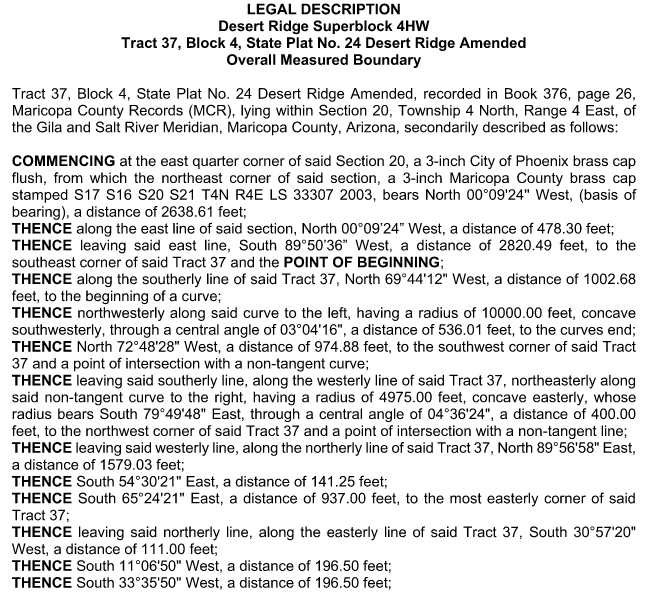 LEGAL DESCRIPTION
Desert Ridge Superblock 4HW
Tract 37, Block 4, State Plat No. 24 Desert Ridge Amended
Overall Measured Boundary
Tract 37, Block 4, State Plat No. 24 Desert Ridge Amended, recorded in Book 376, page 26,
Maricopa County Records (MCR), lying within Section 20, Township 4 North, Range 4 East, of
the Gila and Salt River Meridian, Maricopa County, Arizona, secondarily described as follows:
COMMENCING at the east quarter corner of said Section 20, a 3-inch City of Phoenix brass cap
flush, from which the northeast corner of said section, a 3-inch Maricopa County brass cap
stamped S17 S16 S20 S21 T4N R4E LS 33307 2003, bears North 00°09'24" West, (basis of
bearing), a distance of 2638.61 feet;
THENCE along the east line of said section, North 00°09'24” West, a distance of 478.30 feet;
THENCE leaving said east line, South 89°50'36” West, a distance of 2820.49 feet, to the
southeast corner of said Tract 37 and the POINT OF BEGINNING;
THENCE along the southerly line of said Tract 37, North 69°44'12" West, a distance of 1002.68
feet, to the beginning of a curve;
THENCE northwesterly along said curve to the left, having a radius of 10000.00 feet, concave
southwesterly, through a central angle of 03°04'16", a distance of 536.01 feet, to the curves end;
THENCE North 72°48'28" West, a distance of 974.88 feet, to the southwest corner of said Tract
37 and a point of intersection with a non-tangent curve;
THENCE leaving said southerly line, along the westerly line of said Tract 37, northeasterly along
said non-tangent curve to the right, having a radius of 4975.00 feet, concave easterly, whose
radius bears South 79°49'48" East, through a central angle of 04°36'24", a distance of 400.00
feet, to the northwest corner of said Tract 37 and a point of intersection with a non-tangent line;
THENCE leaving said westerly line, along the northerly line of said Tract 37, North 89°56'58" East,
a distance of 1579.03 feet;
THENCE South 54°30'21" East, a distance of 141.25 feet;
THENCE South 65°24'21" East, a distance of 937.00 feet, to the most easterly corner of said
Tract 37;
THENCE leaving said northerly line, along the easterly line of said Tract 37, South 30°57'20"
West, a distance of 111.00 feet;
THENCE South 11°06'50" West, a distance of 196.50 feet;
THENCE South 33°35'50" West, a distance of 196.50 feet;